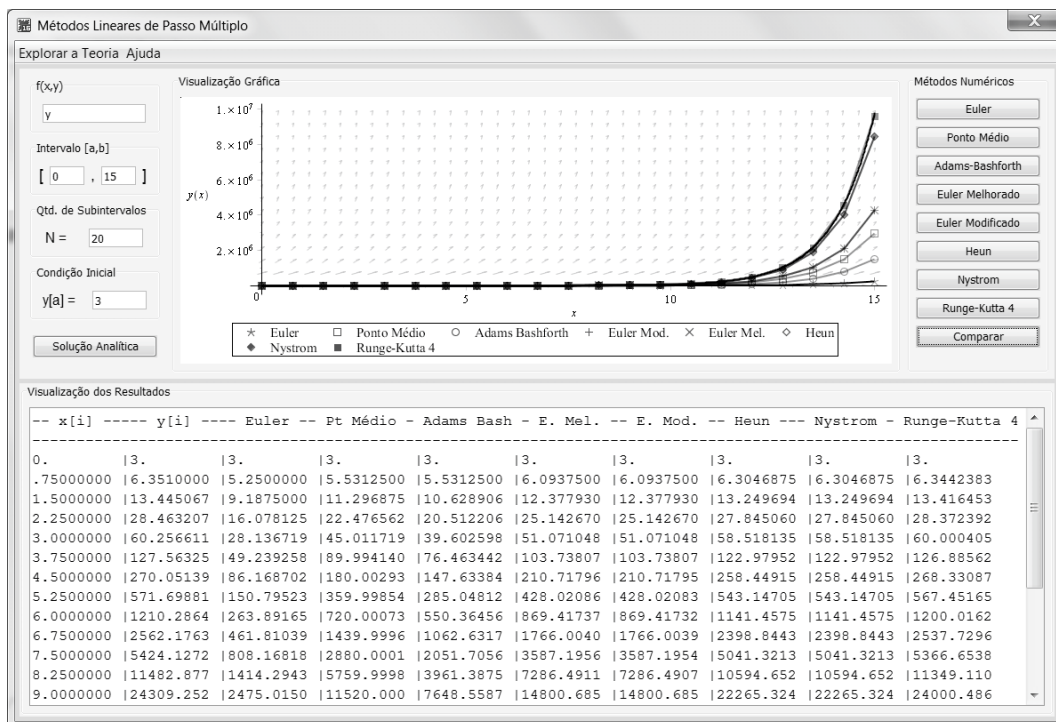 Métodos Lineares de Passo Múltiplo
X
Explorar a Teoria Ajuda
f(x,y)
y
Intervalo [a,b]
[ 0 , 15 ]
Qtd. de Subintervalos
N = 20
Condição Inicial
y[a] = 3
Solução Analítica
Visualização Gráfica
1.×10⁷
8.×10⁶
6.×10⁶
y(x)
4.×10⁶
2.×10⁶
0 5 10 15
x
Euler Ponto Médio Adams Bashforth Euler Mod. Euler Mel. Heun
Nystrom Runge-Kutta 4
Métodos Numéricos
Euler
Ponto Médio
Adams-Bashforth
Euler Melhorado
Euler Modificado
Heun
Nystrom
Runge-Kutta 4
Comparar
Visualização dos Resultados
-- x[i] ----- y[i] ---- Euler -- Pt Médio - Adams Bash - E. Mel. -- E. Mod. -- Heun --- Nystrom - Runge-Kutta 4
0. |3. |3. |3. |3. |3. |3. |3. |3. |3.
.75000000 |6.3510000 |5.2500000 |5.5312500 |5.5312500 |6.0937500 |6.0937500 |6.3046875 |6.3046875 |6.3442383
1.5000000 |13.445067 |9.1875000 |11.296875 |10.628906 |12.377930 |12.377930 |13.249694 |13.249694 |13.416453
2.2500000 |28.463207 |16.078125 |22.476562 |20.512206 |25.142670 |25.142670 |27.845060 |27.845060 |28.372392
3.0000000 |60.256611 |28.136719 |45.011719 |39.602598 |51.071048 |51.071048 |58.518135 |58.518135 |60.000405
3.7500000 |127.56325 |49.239258 |89.994140 |76.463442 |103.73807 |103.73807 |122.97952 |122.97952 |126.88562
4.5000000 |270.05139 |86.168702 |180.00293 |147.63384 |210.71796 |210.71795 |258.44915 |258.44915 |268.33087
5.2500000 |571.69881 |150.79523 |359.99854 |285.04812 |428.02086 |428.02083 |543.14705 |543.14705 |567.45165
6.0000000 |1210.2864 |263.89165 |720.00073 |550.36456 |869.41737 |869.41732 |1141.4575 |1141.4575 |1200.0162
6.7500000 |2562.1763 |461.81039 |1439.9996 |1062.6317 |1766.0040 |1766.0039 |2398.8443 |2398.8443 |2537.7296
7.5000000 |5424.1272 |808.16818 |2880.0001 |2051.7056 |3587.1956 |3587.1954 |5041.3213 |5041.3213 |5366.6538
8.2500000 |11482.877 |1414.2943 |5759.9998 |3961.3875 |7286.4911 |7286.4907 |10594.652 |10594.652 |11349.110
9.0000000 |24309.252 |2475.0150 |11520.000 |7648.5587 |14800.685 |14800.685 |22265.324 |22265.324 |24000.486